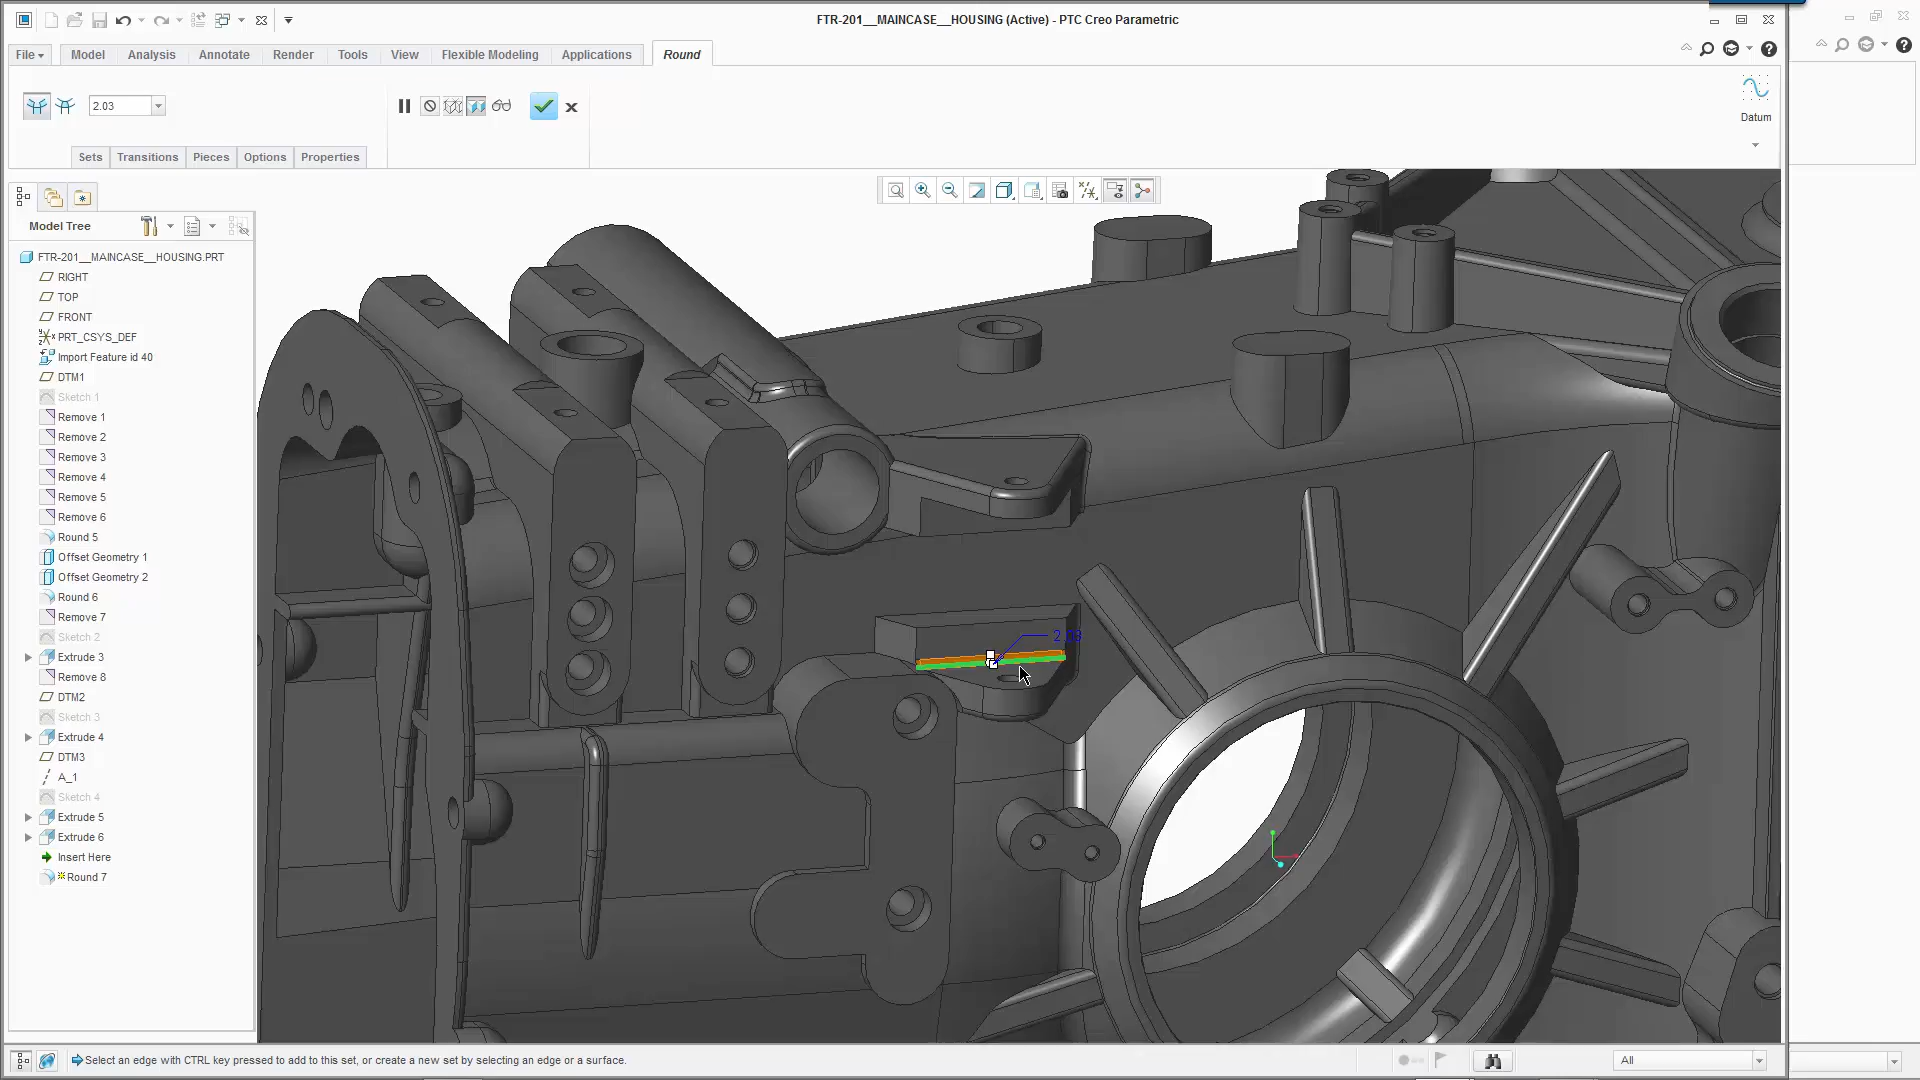 FTR-201__MAINCASE__HOUSING (Active) - PTC Creo Parametric
File
Model
Analysis
Annotate
Render
Tools
View
Flexible Modeling
Applications
Round
2.03
Datum
Sets
Transitions
Pieces
Options
Properties
Model Tree
FTR-201__MAINCASE__HOUSING.PRT
RIGHT
TOP
FRONT
PRT_CSYS_DEF
Import Feature id 40
DTM1
Sketch 1
Remove 1
Remove 2
Remove 3
Remove 4
Remove 5
Remove 6
Round 5
Offset Geometry 1
Offset Geometry 2
Round 6
Remove 7
Sketch 2
Extrude 3
Remove 8
DTM2
Sketch 3
Extrude 4
DTM3
A_1
Sketch 4
Extrude 5
Extrude 6
Insert Here
Round 7
2.03
Select an edge with CTRL key pressed to add to this set, or create a new set by selecting an edge or a surface.
All